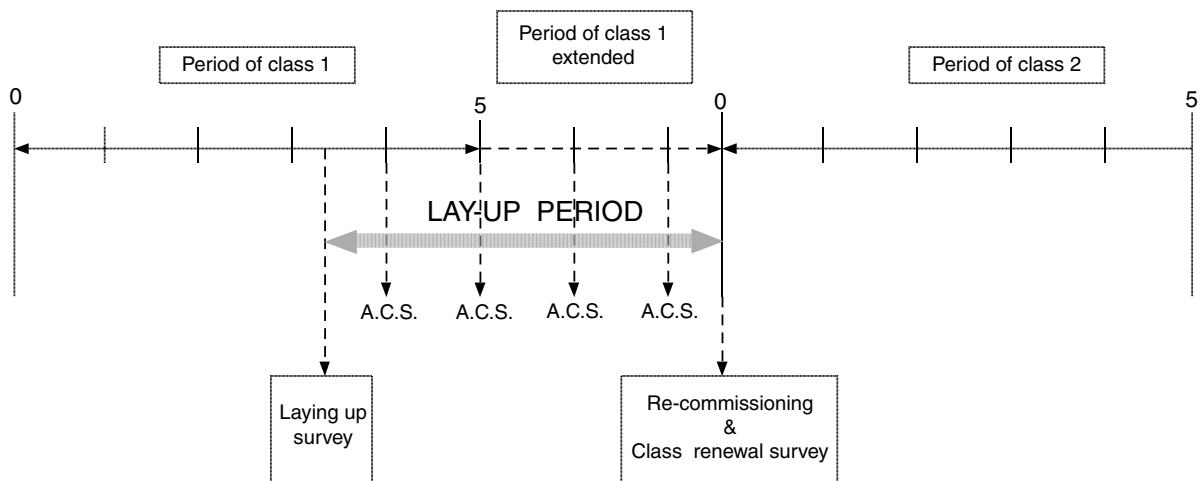 Period of class 1
Period of class 1
extended
Period of class 2
0
5
0
5
LAY-UP PERIOD
A.C.S.
A.C.S.
A.C.S.
A.C.S.
Laying up
survey
Re-commissioning
&
Class renewal survey